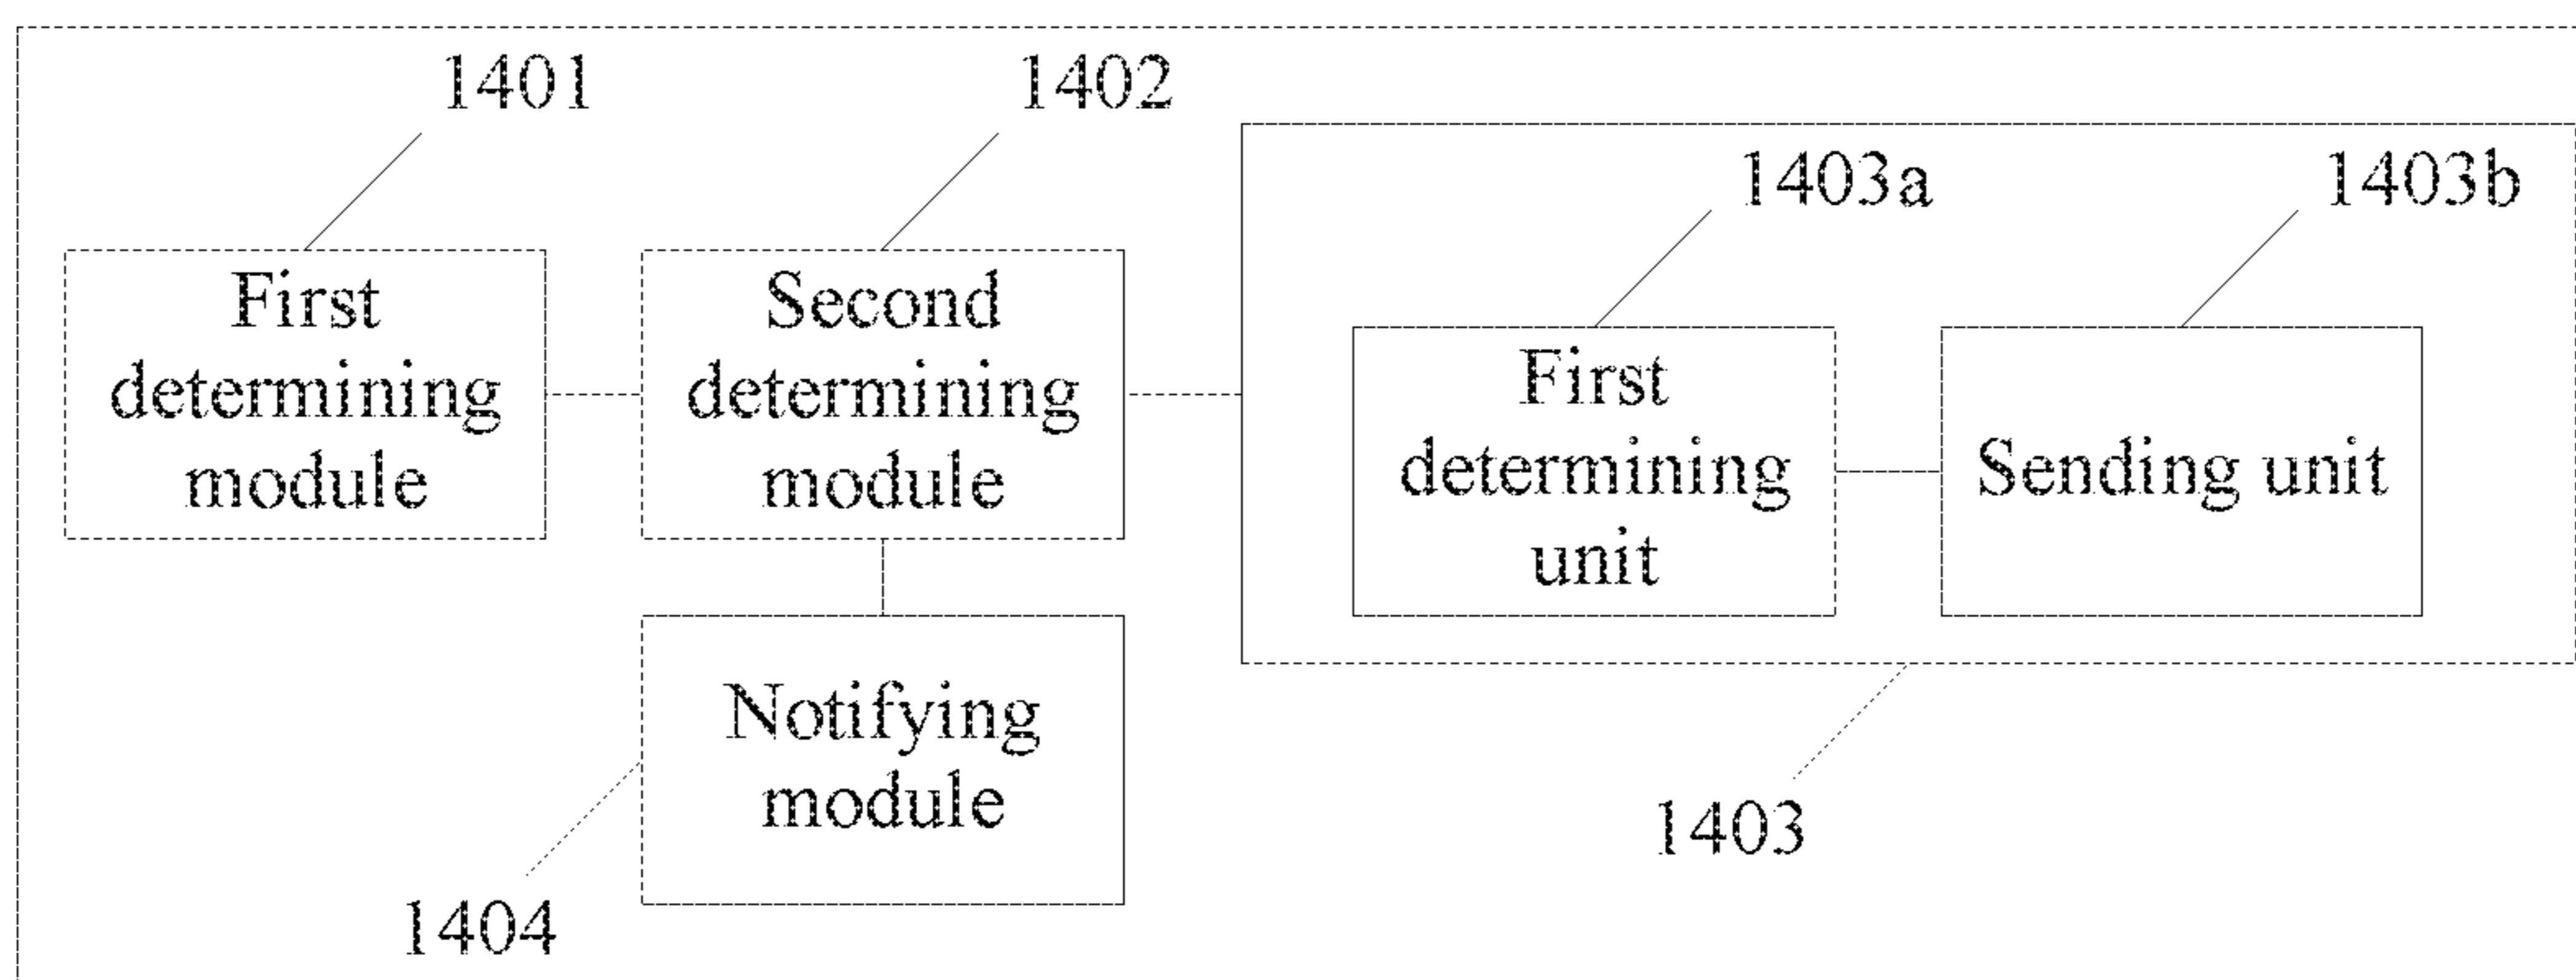 1401
1402
1403a
1403b
First
determining
module
Second
determining
module
First
determining
unit
Sending unit
Notifying
module
1403
1404